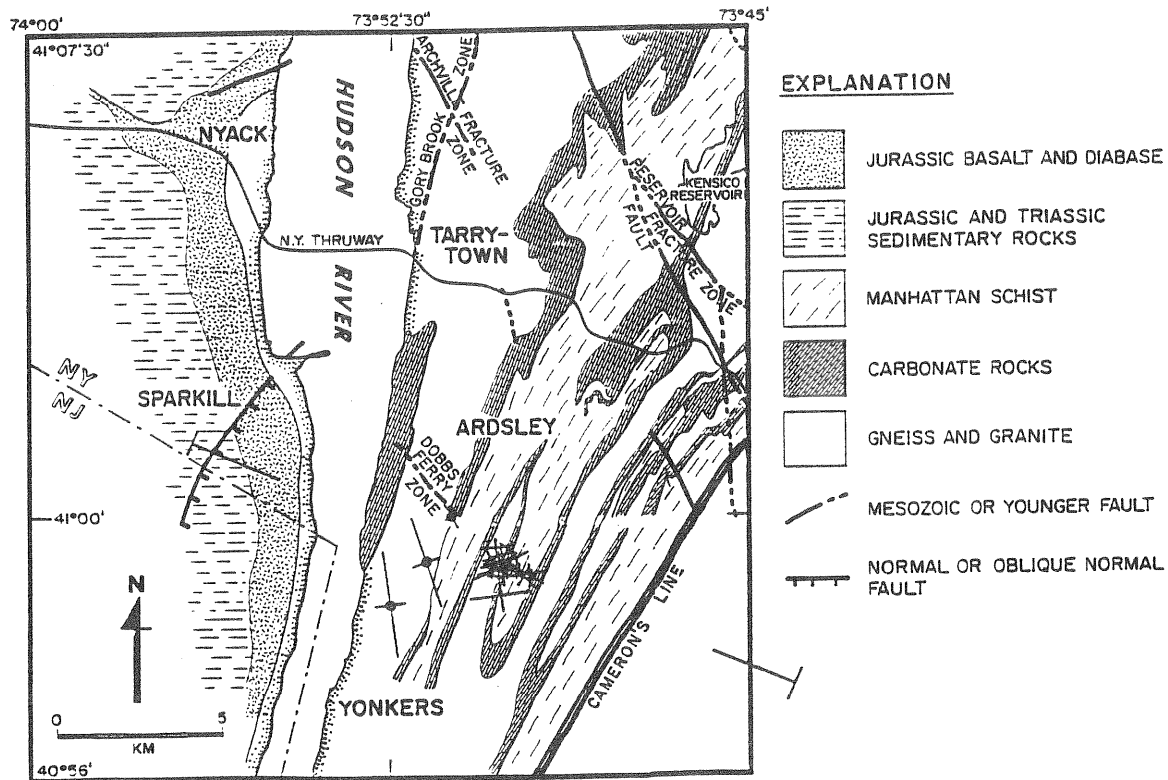 74°00'
73°52'30"
73°45'
41°07'30"
NYACK
HUDSON
RIVER
ARCHVILLE FRACTURE ZONE
GORY BROOK ZONE
N.Y. THRUWAY
TARRY-
TOWN
RESERVOIR FRACTURE ZONE
FAULT
KENSICO
RESERVOIR
NY
NJ
SPARKILL
ARDSLEY
DOBBS
FERRY
ZONE
41°00'
N
0 5
KM
YONKERS
CAMERON'S LINE
40°56'
EXPLANATION
JURASSIC BASALT AND DIABASE
JURASSIC AND TRIASSIC
SEDIMENTARY ROCKS
MANHATTAN SCHIST
CARBONATE ROCKS
GNEISS AND GRANITE
MESOZOIC OR YOUNGER FAULT
NORMAL OR OBLIQUE NORMAL
FAULT